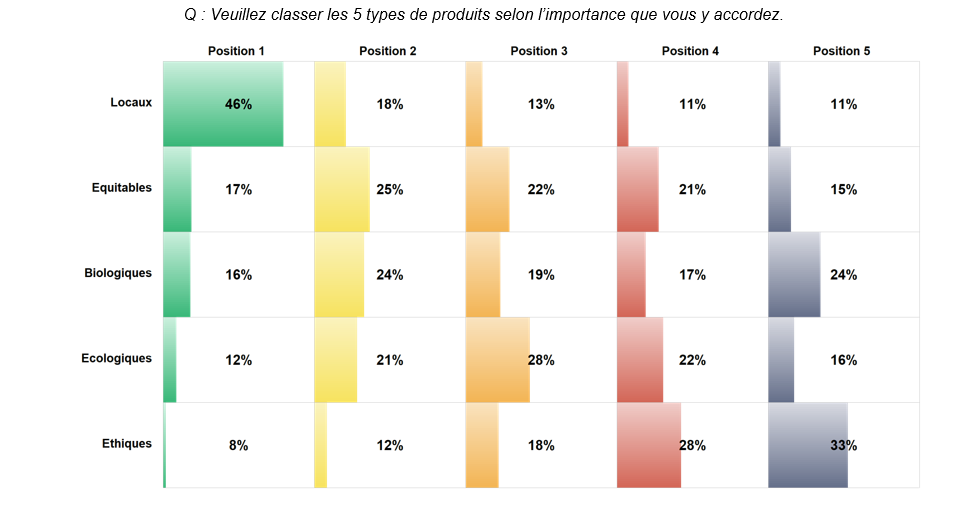 Q : Veuillez classer les 5 types de produits selon l’importance que vous y accordez.
Position 1 Position 2 Position 3 Position 4 Position 5
Locaux 46% 18% 13% 11% 11%
Equitables 17% 25% 22% 21% 15%
Biologiques 16% 24% 19% 17% 24%
Ecologiques 12% 21% 28% 22% 16%
Ethiques 8% 12% 18% 28% 33%